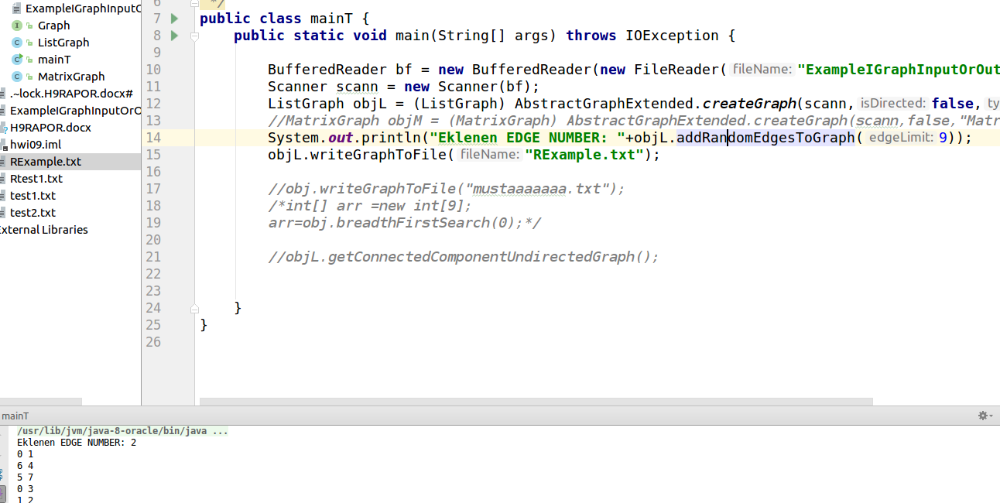 ExampleIGraphInputO
Graph
ListGraph
mainT
MatrixGraph
.~lock.H9RAPOR.docx#
ExampleIGraphInputOrO
H9RAPOR.docx
hwi09.iml
RExample.txt
Rtest1.txt
test1.txt
test2.txt
External Libraries
6 */
7 public class mainT {
8 public static void main(String[] args) throws IOException {
9
10 BufferedReader bf = new BufferedReader(new FileReader( fileName: "ExampleIGraphInputOrOut
11 Scanner scann = new Scanner(bf);
12 ListGraph objL = (ListGraph) AbstractGraphExtended.createGraph(scann, isDirected: false, ty
13 //MatrixGraph objM = (MatrixGraph) AbstractGraphExtended.createGraph(scann,false,"Matr
14 System.out.println("Eklenen EDGE NUMBER: "+objL.addRandomEdgesToGraph( edgeLimit: 9));
15 objL.writeGraphToFile( fileName: "RExample.txt");
16
17 //obj.writeGraphToFile("mustaaaaaaa.txt");
18 /*int[] arr =new int[9];
19 arr=obj.breadthFirstSearch(0);*/
20
21 //objL.getConnectedComponentUndirectedGraph();
22
23
24 }
25 }
26
mainT
/usr/lib/jvm/java-8-oracle/bin/java ...
Eklenen EDGE NUMBER: 2
0 1
6 4
5 7
0 3
1 2